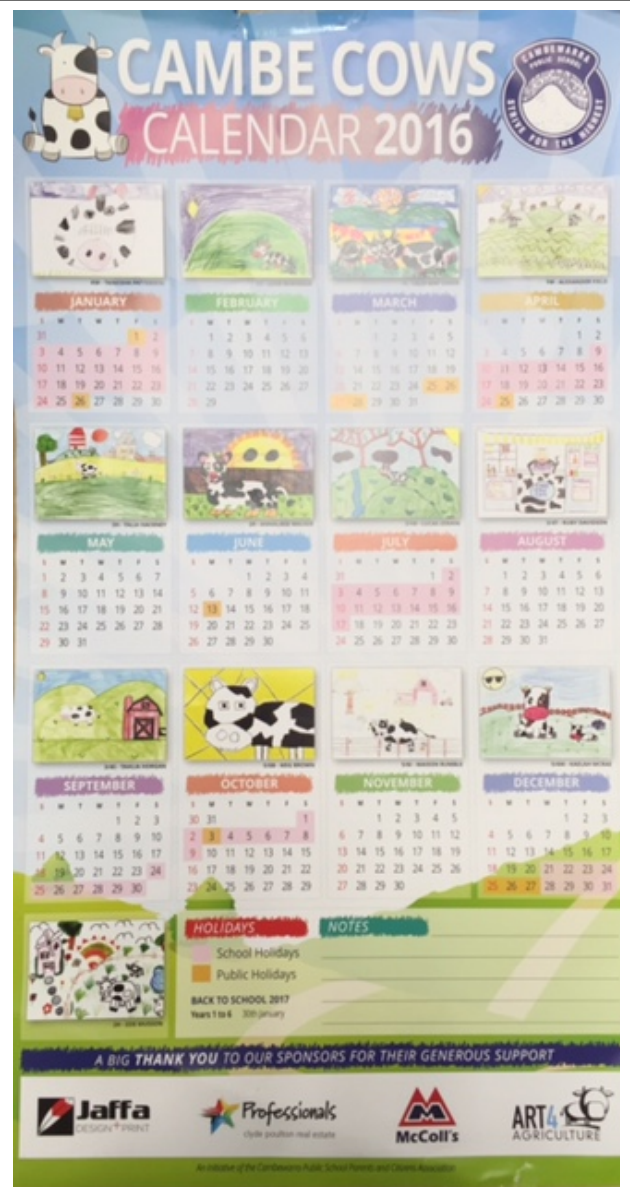 CAMBE COWS
CALENDAR 2016
CAMBEWARRA
PUBLIC SCHOOL
STRIVE FOR THE HIGHEST
JANUARY
S M T W T F S
31 1 2
3 4 5 6 7 8 9
10 11 12 13 14 15 16
17 18 19 20 21 22 23
24 25 26 27 28 29 30
FEBRUARY
S M T W T F S
1 2 3 4 5 6
7 8 9 10 11 12 13
14 15 16 17 18 19 20
21 22 23 24 25 26 27
28 29
MARCH
S M T W T F S
1 2 3 4 5
6 7 8 9 10 11 12
13 14 15 16 17 18 19
20 21 22 23 24 25 26
27 28 29 30 31
APRIL
S M T W T F S
1 2
3 4 5 6 7 8 9
10 11 12 13 14 15 16
17 18 19 20 21 22 23
24 25 26 27 28 29 30
MAY
S M T W T F S
1 2 3 4 5 6 7
8 9 10 11 12 13 14
15 16 17 18 19 20 21
22 23 24 25 26 27 28
29 30 31
JUNE
S M T W T F S
1 2 3 4
5 6 7 8 9 10 11
12 13 14 15 16 17 18
19 20 21 22 23 24 25
26 27 28 29 30
JULY
S M T W T F S
31 1 2
3 4 5 6 7 8 9
10 11 12 13 14 15 16
17 18 19 20 21 22 23
24 25 26 27 28 29 30
AUGUST
S M T W T F S
1 2 3 4 5 6
7 8 9 10 11 12 13
14 15 16 17 18 19 20
21 22 23 24 25 26 27
28 29 30 31
SEPTEMBER
S M T W T F S
1 2 3
4 5 6 7 8 9 10
11 12 13 14 15 16 17
18 19 20 21 22 23 24
25 26 27 28 29 30
OCTOBER
S M T W T F S
30 31 1
2 3 4 5 6 7 8
9 10 11 12 13 14 15
16 17 18 19 20 21 22
23 24 25 26 27 28 29
NOVEMBER
S M T W T F S
1 2 3 4 5
6 7 8 9 10 11 12
13 14 15 16 17 18 19
20 21 22 23 24 25 26
27 28 29 30
DECEMBER
S M T W T F S
1 2 3
4 5 6 7 8 9 10
11 12 13 14 15 16 17
18 19 20 21 22 23 24
25 26 27 28 29 30 31
HOLIDAYS
School Holidays
Public Holidays
BACK TO SCHOOL 2017
Years 1 to 6 30th January
NOTES
A BIG THANK YOU TO OUR SPONSORS FOR THEIR GENEROUS SUPPORT
Jaffa
DESIGN+PRINT
Professionals
clyde poulton real estate
McColl's
ART4
AGRICULTURE
An initiative of the Cambewarra Public School Parents and Citizens Association